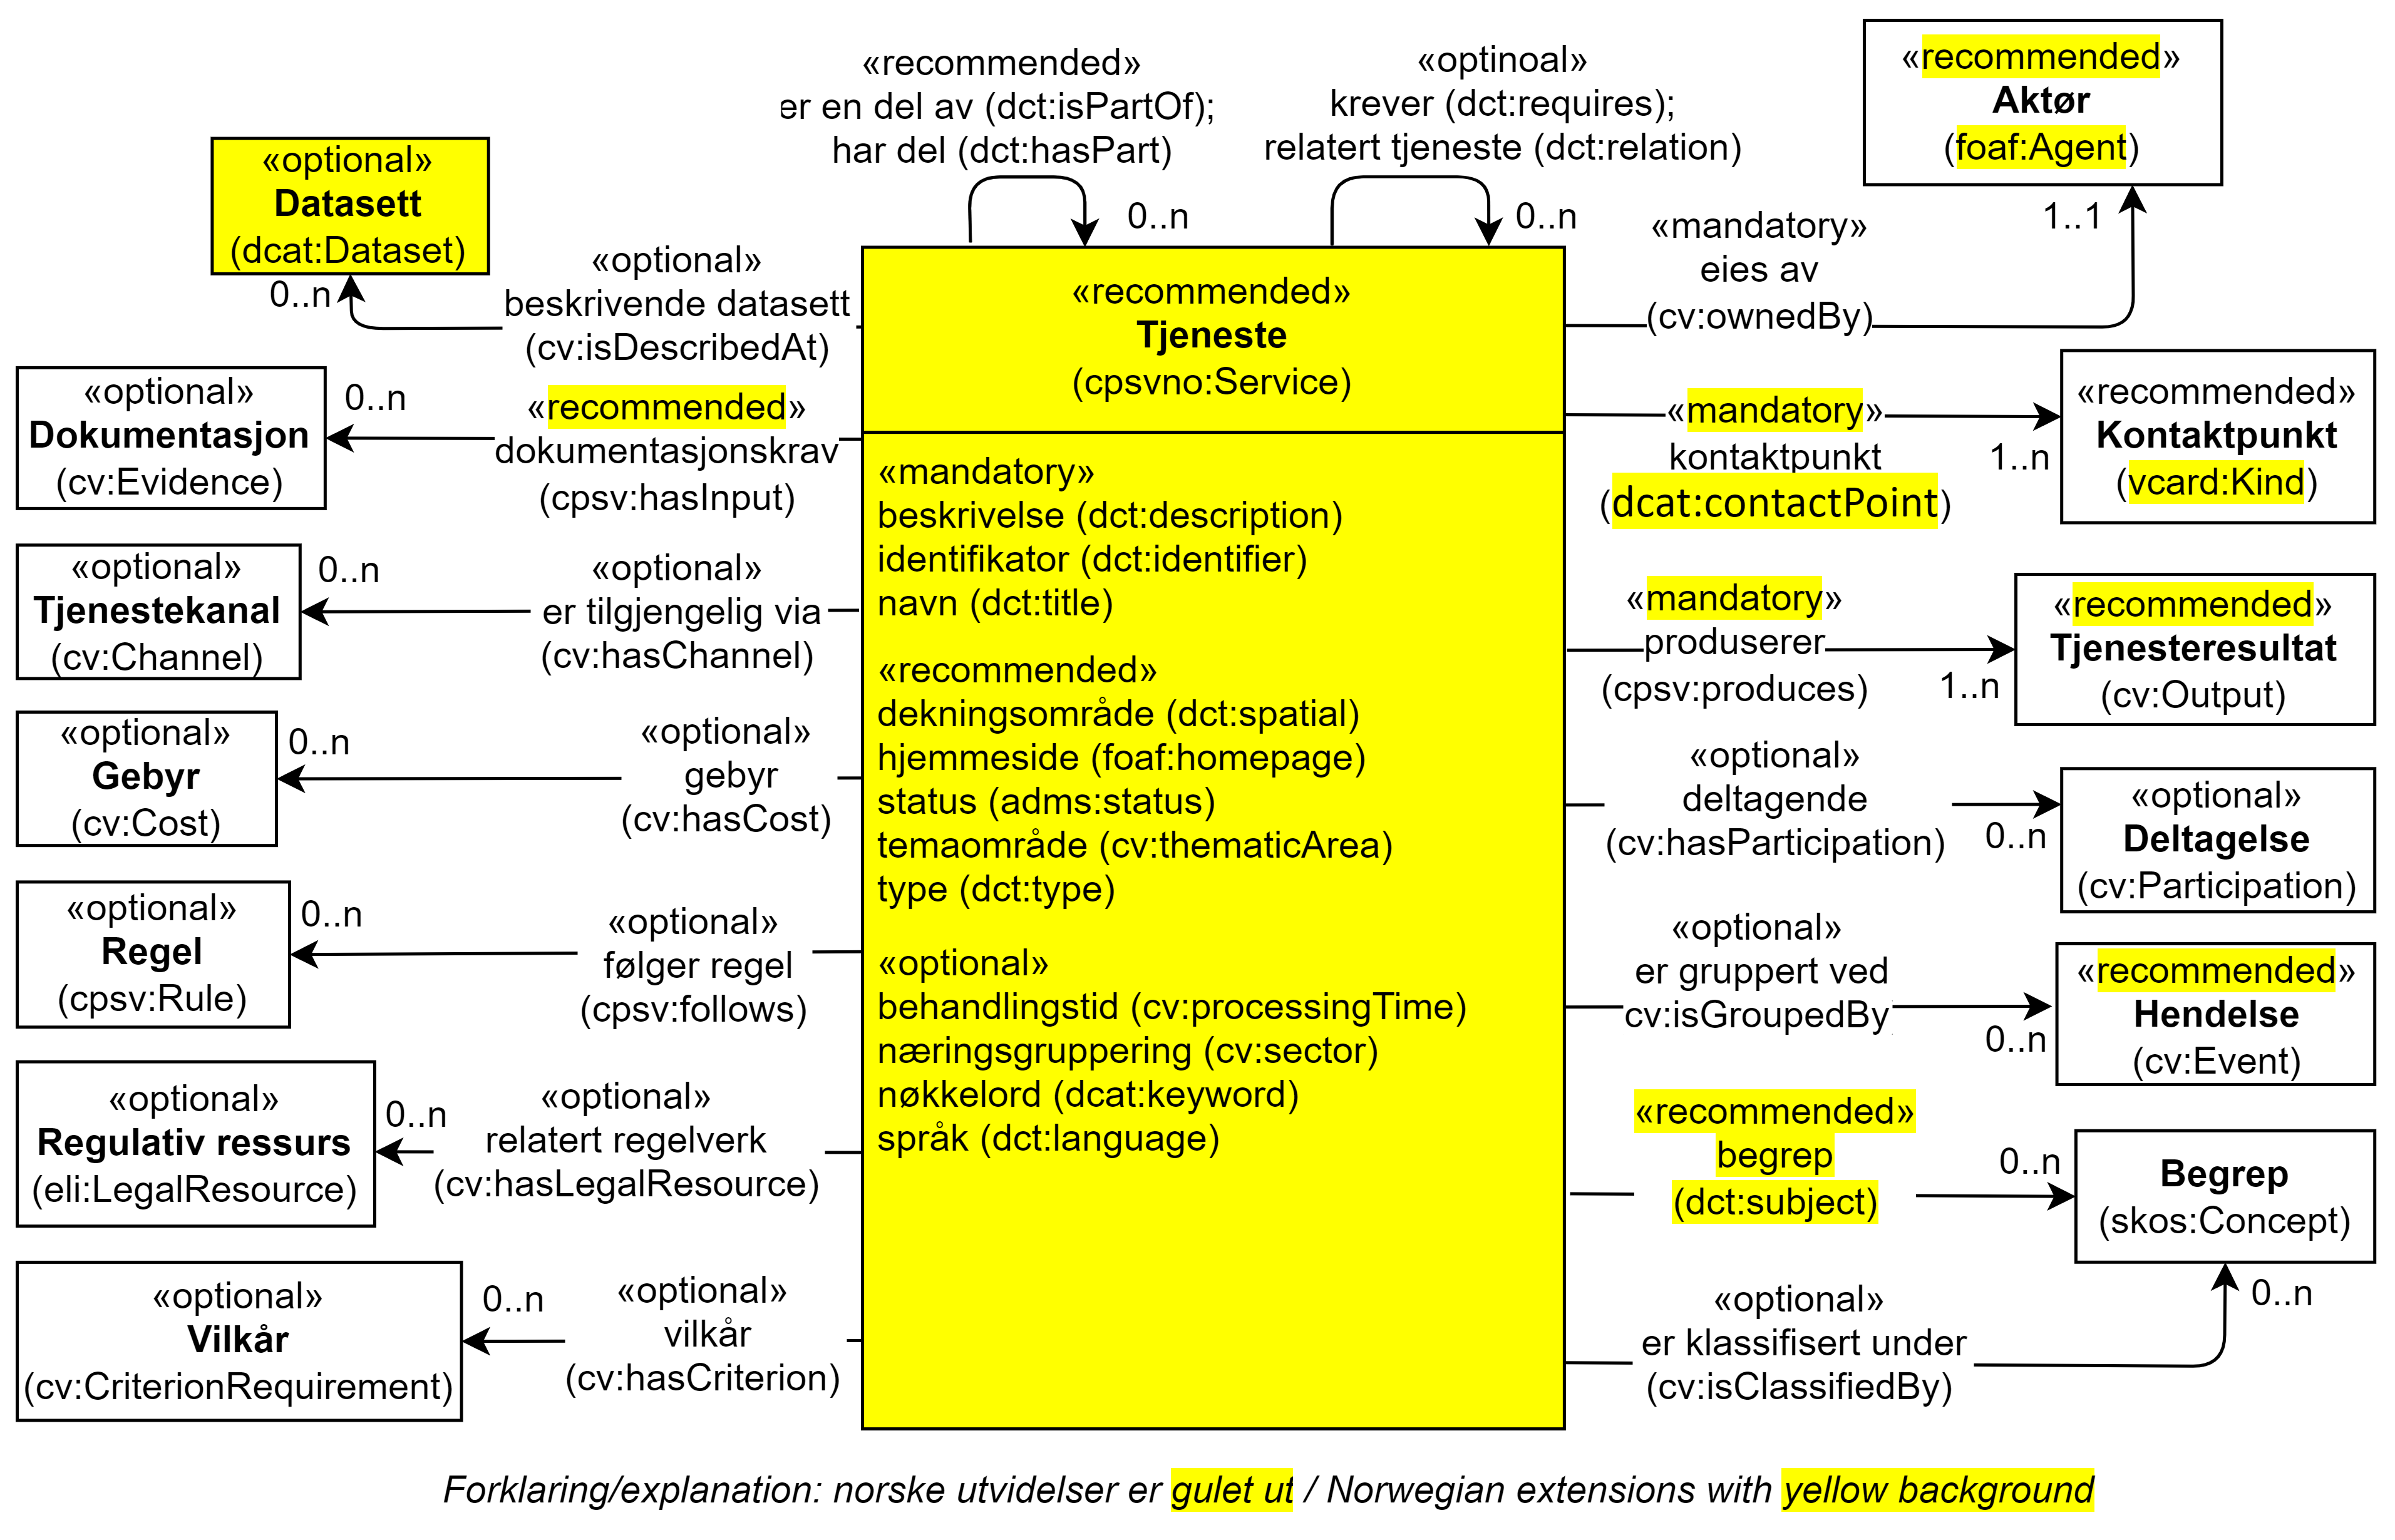 «recommended»
er en del av (dct:isPartOf);
har del (dct:hasPart)
0..n
«optinoal»
krever (dct:requires);
relatert tjeneste (dct:relation)
0..n
«recommended»
Aktør
(foaf:Agent)
1..1
«optional»
Datasett
(dcat:Dataset)
0..n
«optional»
beskrivende datasett
(cv:isDescribedAt)
«optional»
Dokumentasjon
(cv:Evidence)
0..n
«recommended»
dokumentasjonskrav
(cpsv:hasInput)
«optional»
Tjenestekanal
(cv:Channel)
0..n
«optional»
er tilgjengelig via
(cv:hasChannel)
«optional»
Gebyr
(cv:Cost)
0..n
«optional»
gebyr
(cv:hasCost)
«optional»
Regel
(cpsv:Rule)
0..n
«optional»
følger regel
(cpsv:follows)
«optional»
Regulativ ressurs
(eli:LegalResource)
0..n
«optional»
relatert regelverk
(cv:hasLegalResource)
«optional»
Vilkår
(cv:CriterionRequirement)
0..n
«optional»
vilkår
(cv:hasCriterion)
«recommended»
Tjeneste
(cpsvno:Service)
«mandatory»
beskrivelse (dct:description)
identifikator (dct:identifier)
navn (dct:title)
«recommended»
dekningsområde (dct:spatial)
hjemmeside (foaf:homepage)
status (adms:status)
temaområde (cv:thematicArea)
type (dct:type)
«optional»
behandlingstid (cv:processingTime)
næringsgruppering (cv:sector)
nøkkelord (dcat:keyword)
språk (dct:language)
«mandatory»
eies av
(cv:ownedBy)
«mandatory»
kontaktpunkt
(dcat:contactPoint)
1..n
«recommended»
Kontaktpunkt
(vcard:Kind)
«mandatory»
produserer
(cpsv:produces)
1..n
«recommended»
Tjenesteresultat
(cv:Output)
«optional»
deltagende
(cv:hasParticipation)
0..n
«optional»
Deltagelse
(cv:Participation)
«optional»
er gruppert ved
cv:isGroupedBy
0..n
«recommended»
Hendelse
(cv:Event)
«recommended»
begrep
(dct:subject)
0..n
Begrep
(skos:Concept)
«optional»
er klassifisert under
(cv:isClassifiedBy)
0..n
Forklaring/explanation: norske utvidelser er gulet ut / Norwegian extensions with yellow background